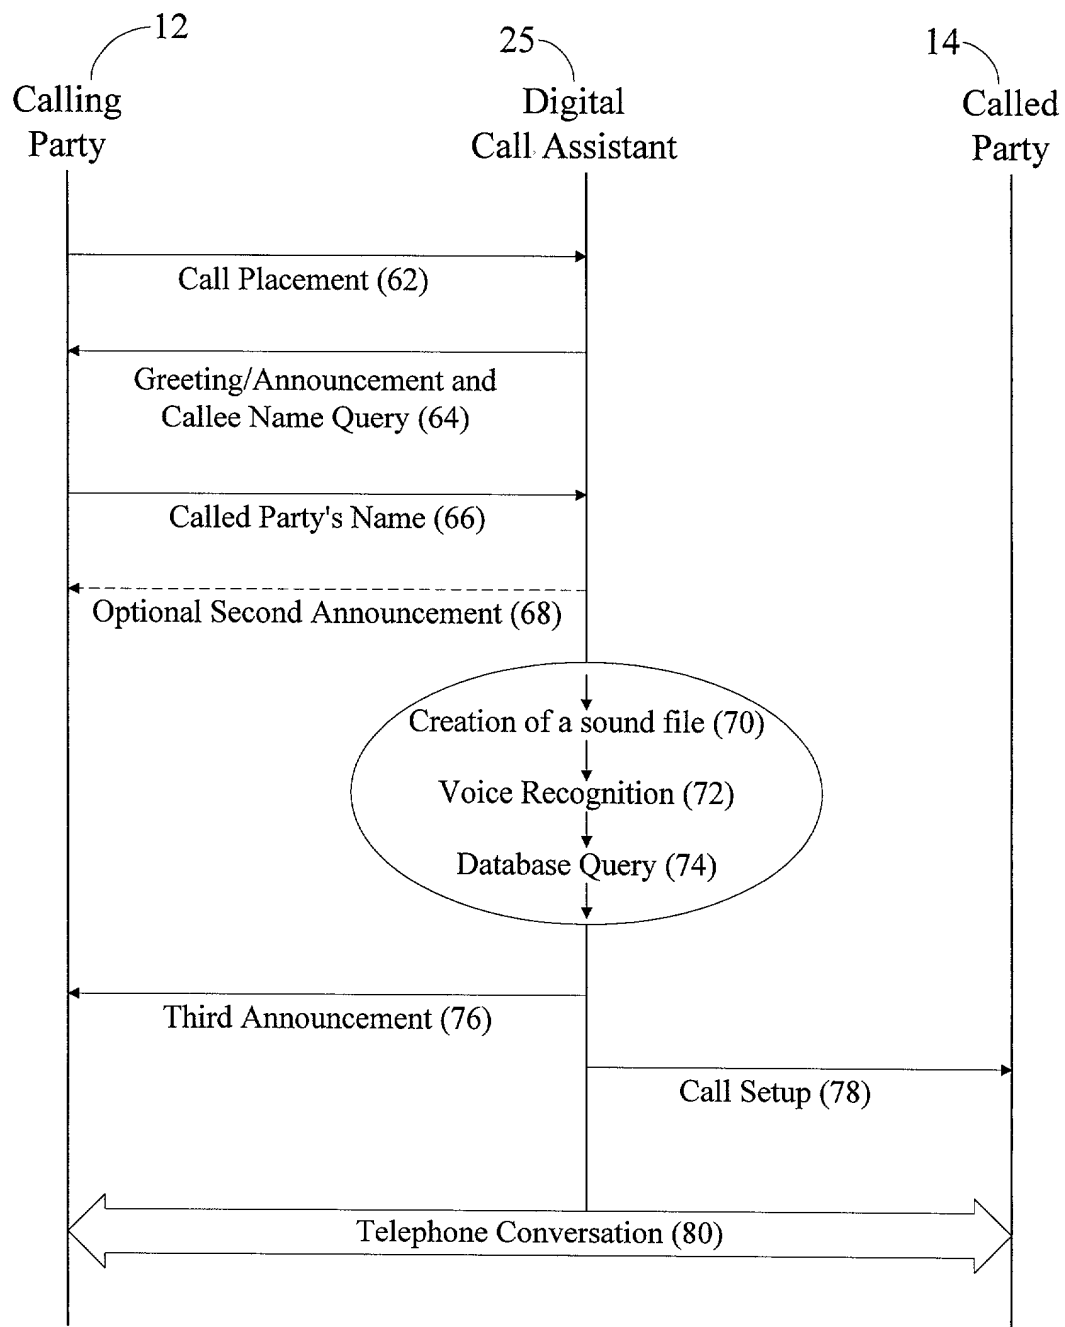 12
25
14
Calling
Party
Digital
Call Assistant
Called
Party
Call Placement (62)
Greeting/Announcement and
Callee Name Query (64)
Called Party's Name (66)
Optional Second Announcement (68)
Creation of a sound file (70)
Voice Recognition (72)
Database Query (74)
Third Announcement (76)
Call Setup (78)
Telephone Conversation (80)